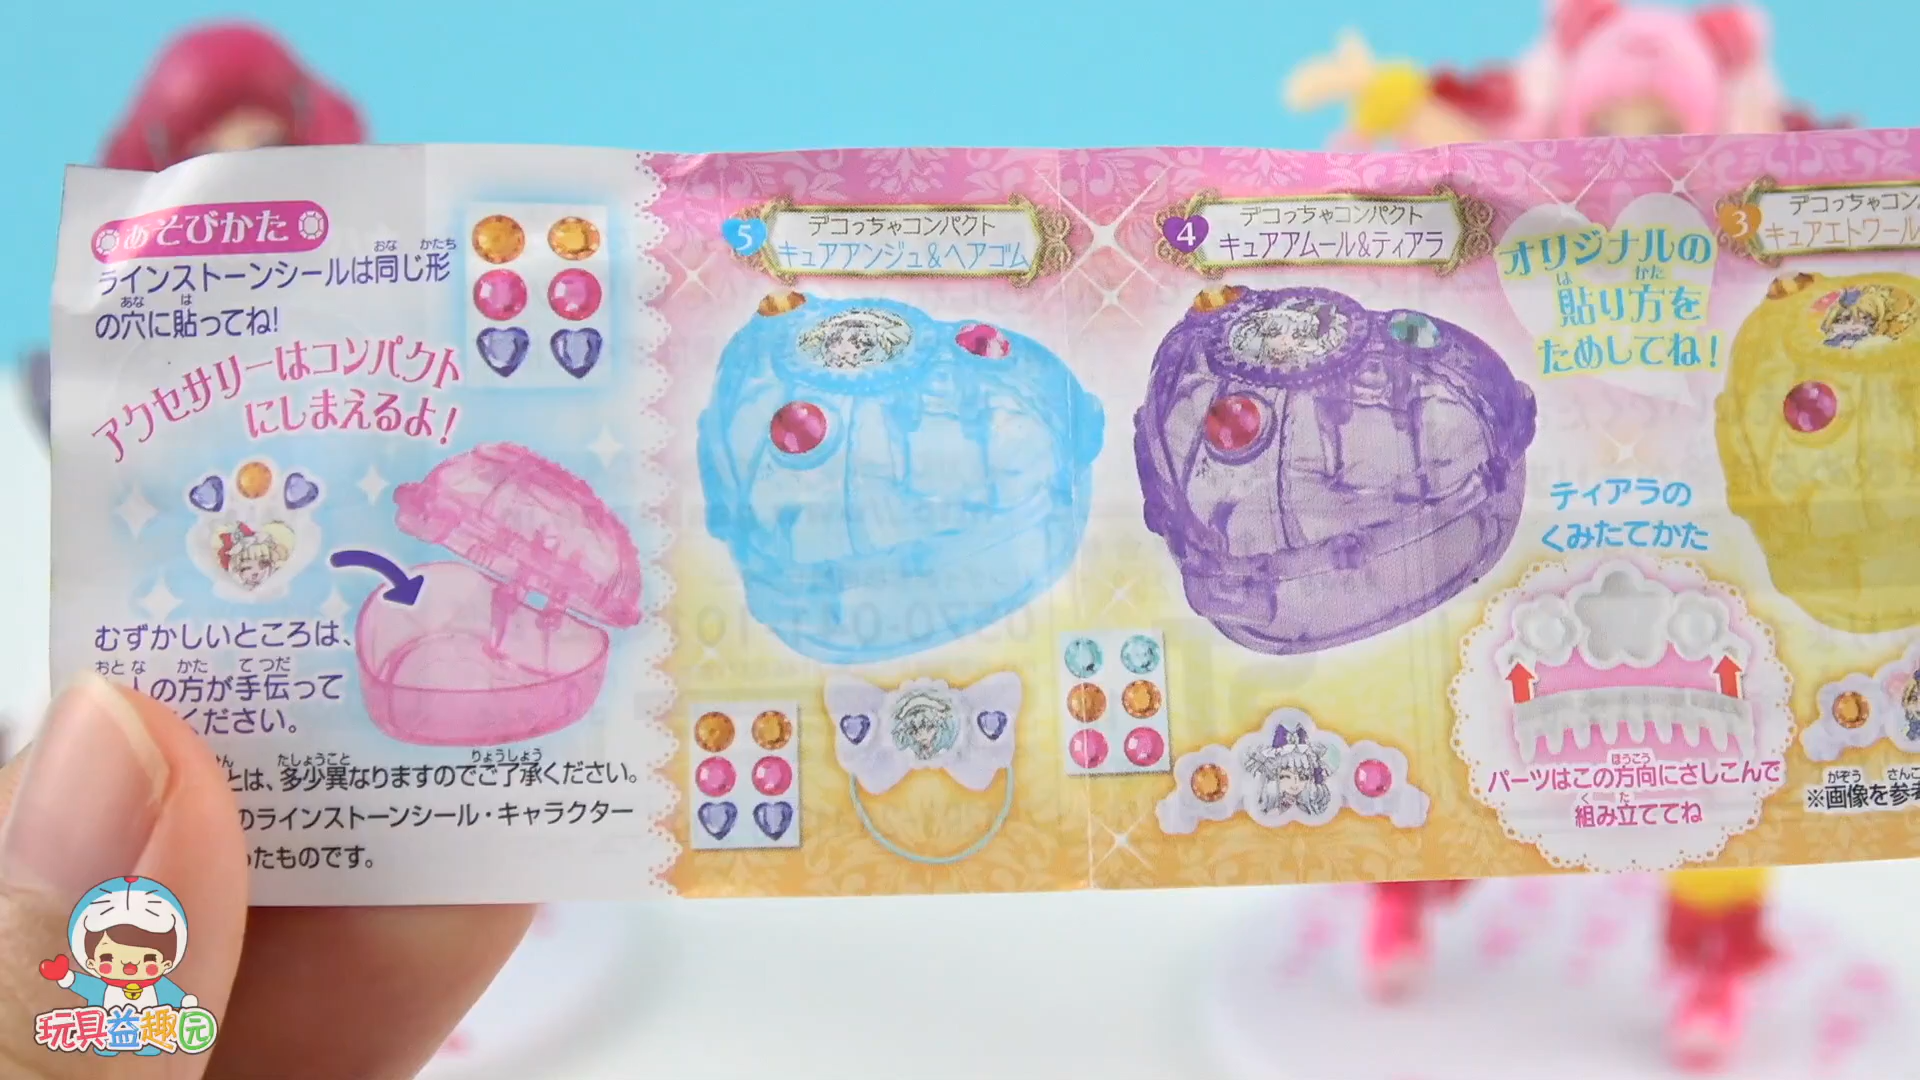 あそびかた
ラインストーンシールは同じ形
の穴に貼ってね!
アクセサリーはコンパクト
にしまえるよ!
むずかしいところは、
の方が手伝って
ください。
とは、多少異なりますのでご了承ください。
のラインストーンシール・キャラクター
ったものです。
5
デコっちゃコンパクト
キュアアンジュ&ヘアゴム
4
デコっちゃコンパクト
キュアアムール&ティアラ
オリジナルの
貼り方を
ためしてね!
ティアラの
くみたてかた
パーツはこの方向にさしこんで
組み立ててね
3
デコっちゃコン
キュアエトワール
※画像を参考
玩具益趣园